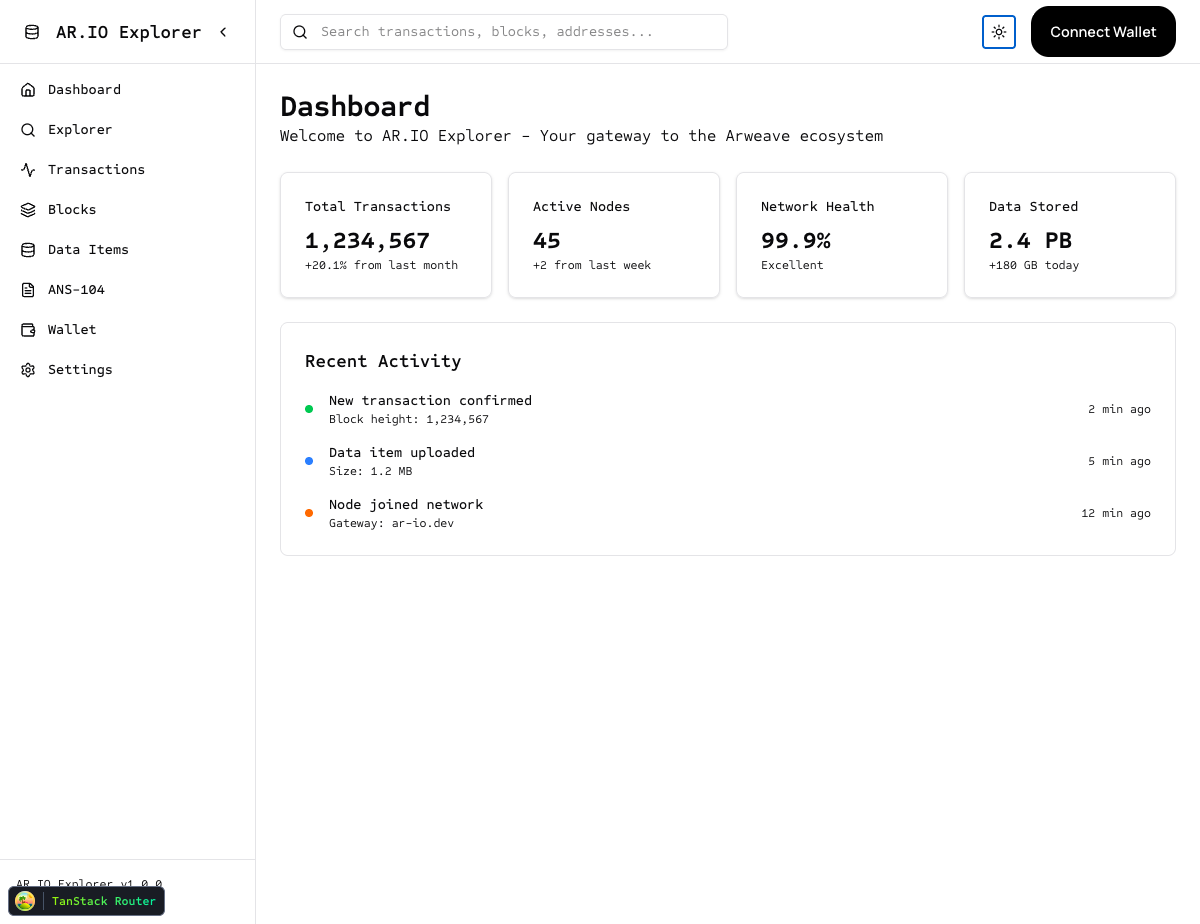 AR.IO Explorer
Search transactions, blocks, addresses...
Connect Wallet
Dashboard
Explorer
Transactions
Blocks
Data Items
ANS-104
Wallet
Settings
Dashboard
Welcome to AR.IO Explorer - Your gateway to the Arweave ecosystem
Total Transactions
1,234,567
+20.1% from last month
Active Nodes
45
+2 from last week
Network Health
99.9%
Excellent
Data Stored
2.4 PB
+180 GB today
Recent Activity
New transaction confirmed
Block height: 1,234,567
2 min ago
Data item uploaded
Size: 1.2 MB
5 min ago
Node joined network
Gateway: ar-io.dev
12 min ago
AR.IO Explorer v1.0.0
TanStack Router